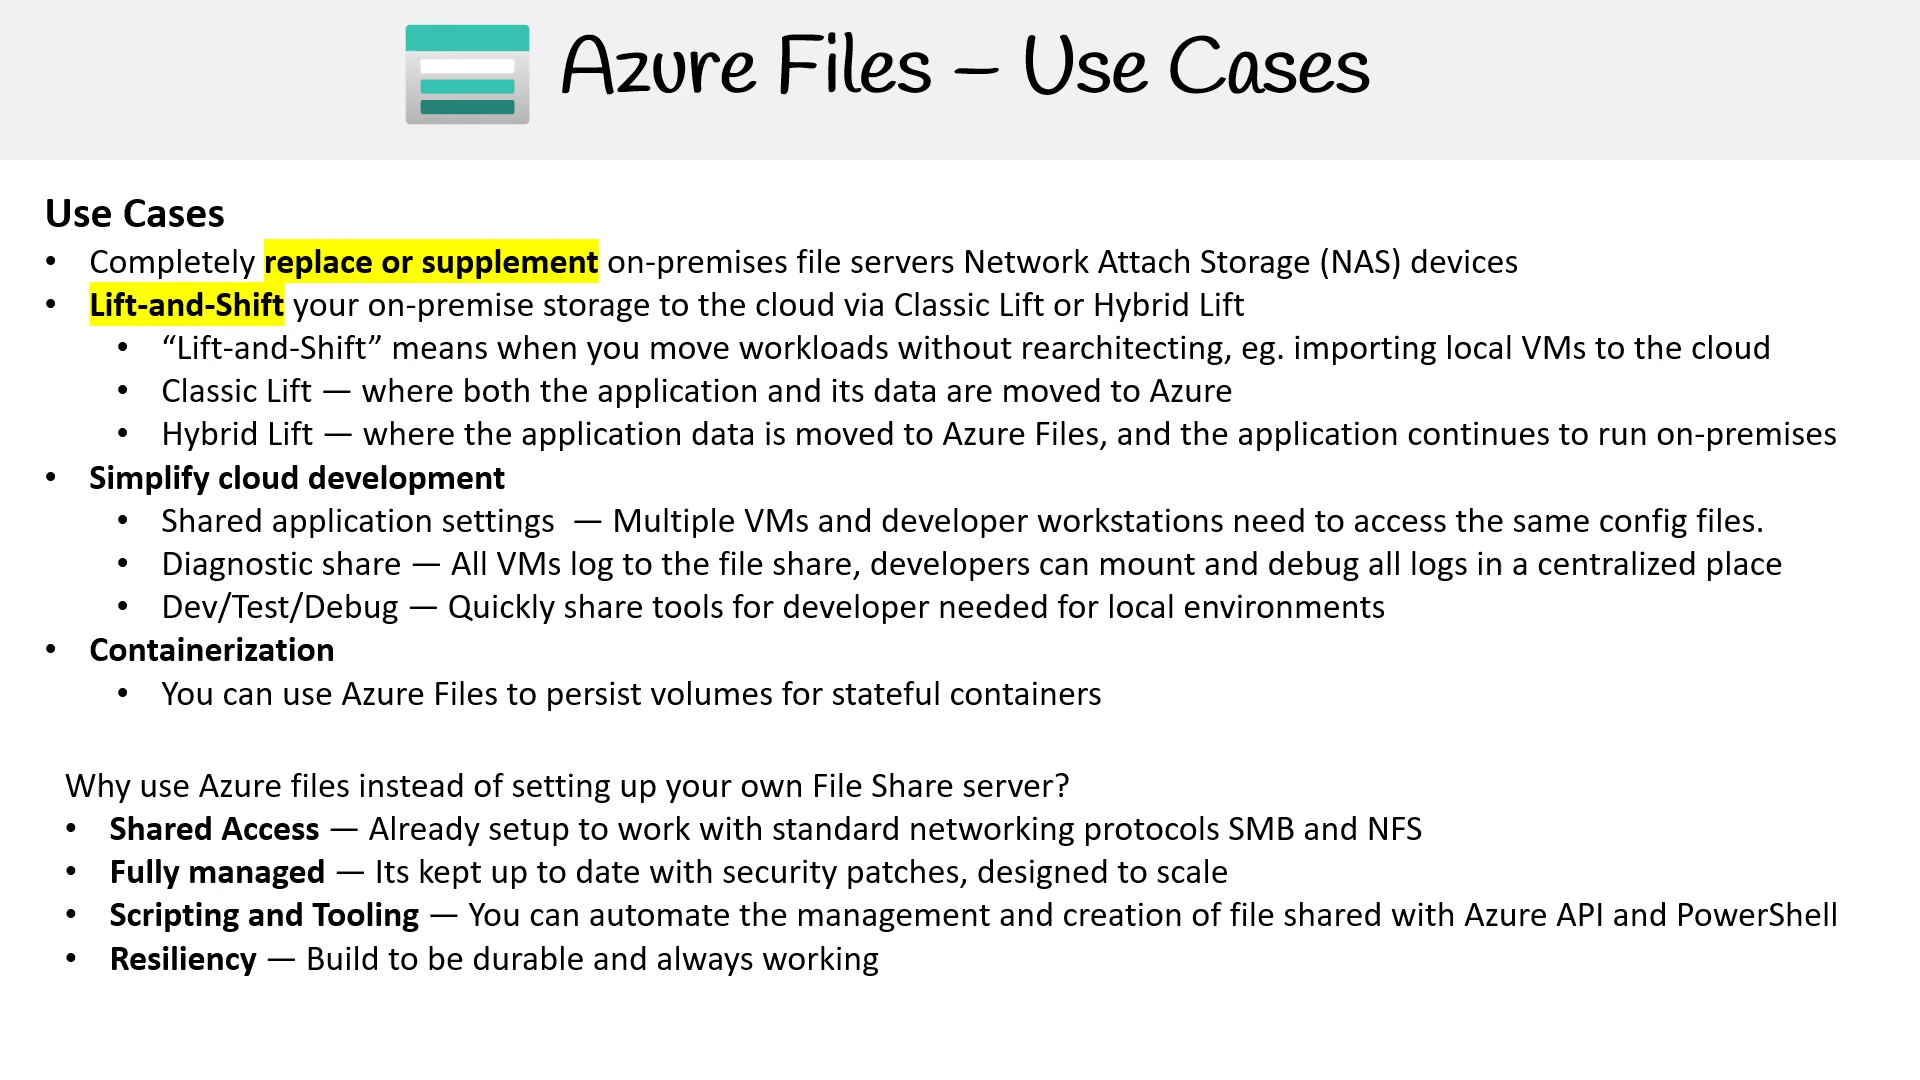 Azure Files – Use Cases
Use Cases
• Completely replace or supplement on-premises file servers Network Attach Storage (NAS) devices
• Lift-and-Shift your on-premise storage to the cloud via Classic Lift or Hybrid Lift
• “Lift-and-Shift” means when you move workloads without rearchitecting, eg. importing local VMs to the cloud
• Classic Lift — where both the application and its data are moved to Azure
• Hybrid Lift — where the application data is moved to Azure Files, and the application continues to run on-premises
• Simplify cloud development
• Shared application settings — Multiple VMs and developer workstations need to access the same config files.
• Diagnostic share — All VMs log to the file share, developers can mount and debug all logs in a centralized place
• Dev/Test/Debug — Quickly share tools for developer needed for local environments
• Containerization
• You can use Azure Files to persist volumes for stateful containers
Why use Azure files instead of setting up your own File Share server?
• Shared Access — Already setup to work with standard networking protocols SMB and NFS
• Fully managed — Its kept up to date with security patches, designed to scale
• Scripting and Tooling — You can automate the management and creation of file shared with Azure API and PowerShell
• Resiliency — Build to be durable and always working